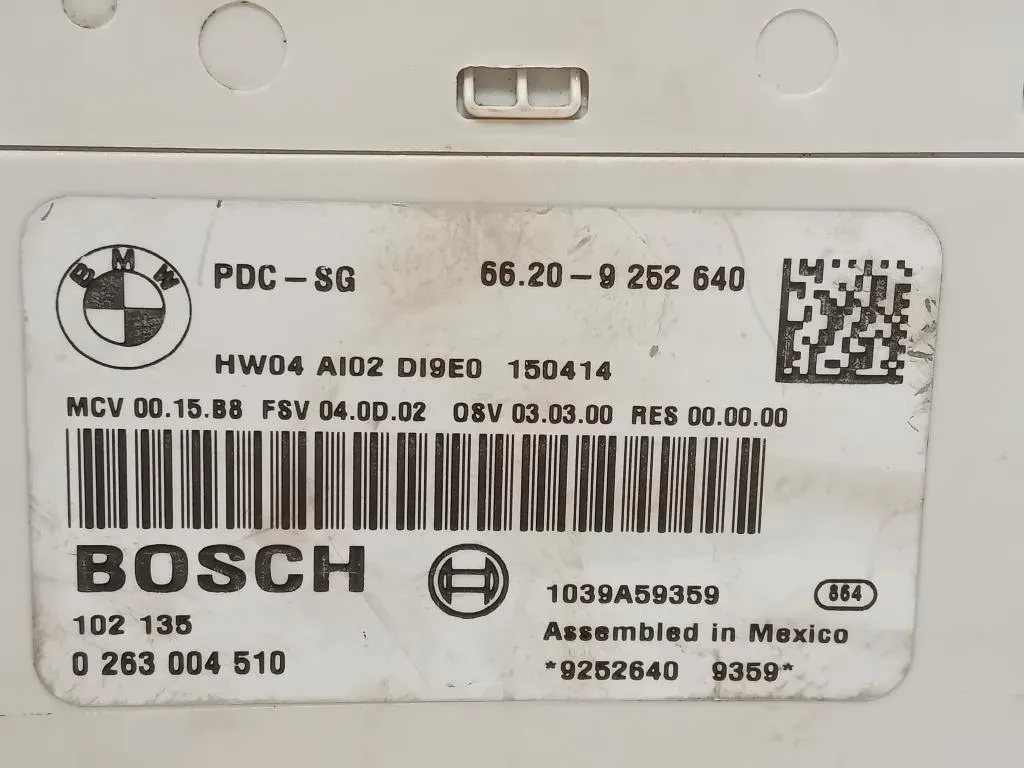 BMW
PDC-SG 66.20-9 252 640
HW04 AI02 DI9E0 150414
MCV 00.15.B8 FSV 04.0D.02 OSV 03.03.00 RES 00.00.00
BOSCH
1039A59359 864
102 135
Assembled in Mexico
0 263 004 510
*9252640 9359*